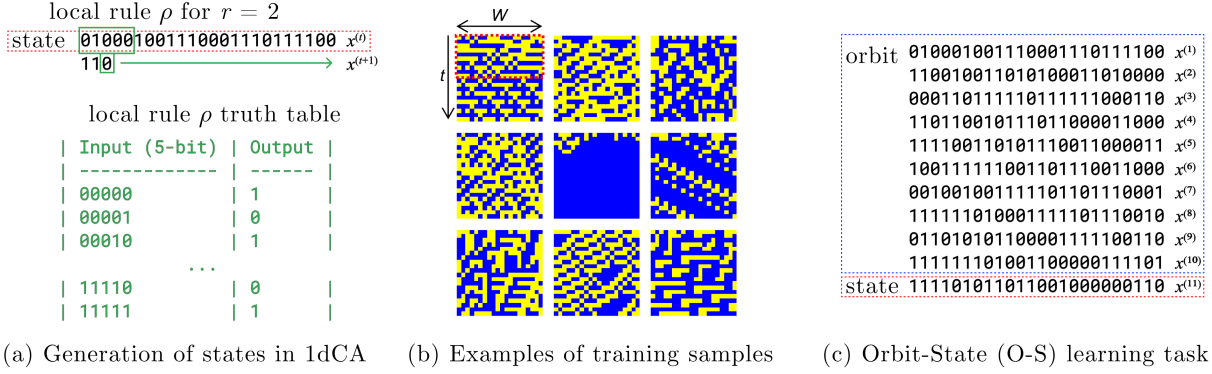 local rule ρ for r = 2
state 010001001110001110111100 x(t)
110 x(t+1)
local rule ρ truth table
| Input (5-bit) | Output |
| ------------- | ------ |
| 00000 | 1 |
| 00001 | 0 |
| 00010 | 1 |
...
| 11110 | 0 |
| 11111 | 1 |
(a) Generation of states in 1dCA
W
t
(b) Examples of training samples
orbit 010001001110001110111100 x(1)
110010011010100011010000 x(2)
000110111110111111000110 x(3)
110110010111011000011000 x(4)
111100110101110011000011 x(5)
100111111001101110011000 x(6)
001001001111101101110001 x(7)
111111010001111101110010 x(8)
011010101100001111100110 x(9)
111111101001100000111101 x(10)
state 111101011011001000000110 x(11)
(c) Orbit-State (O-S) learning task